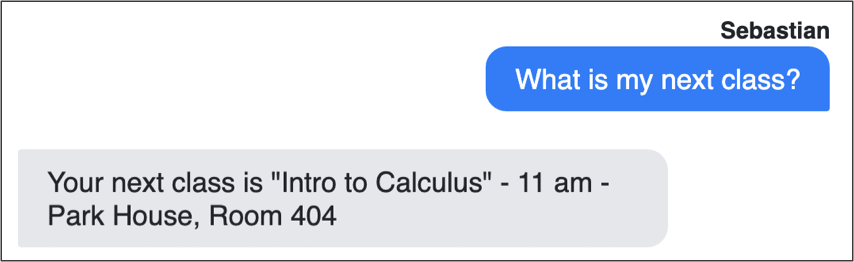 Sebastian
What is my next class?
Your next class is "Intro to Calculus" - 11 am -
Park House, Room 404